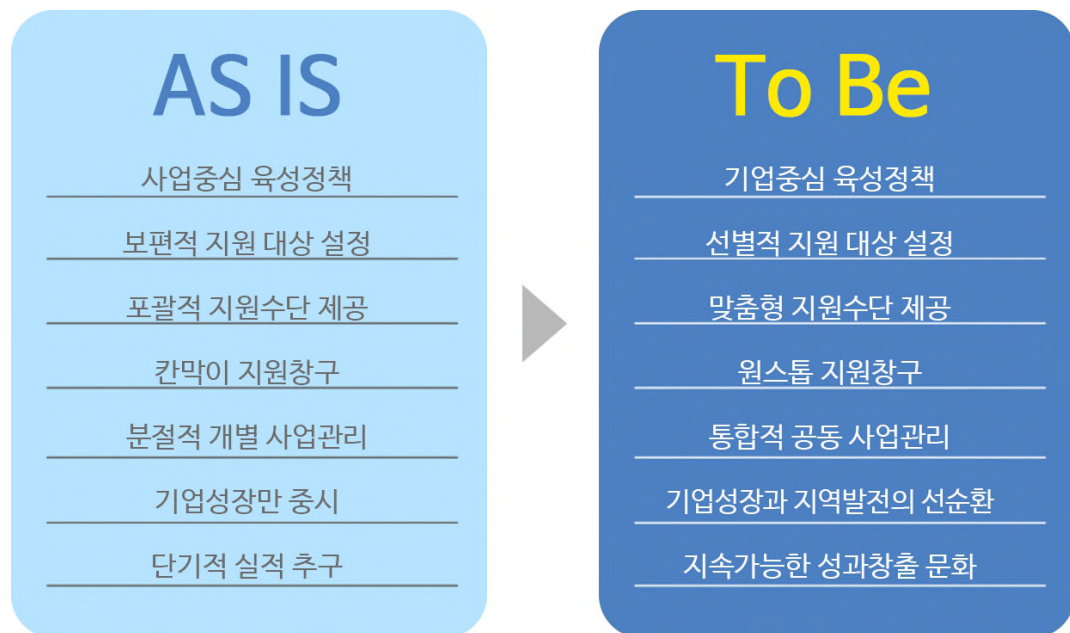 AS IS
사업중심 육성정책
보편적 지원 대상 설정
포괄적 지원수단 제공
칸막이 지원창구
분절적 개별 사업관리
기업성장만 중시
단기적 실적 추구
To Be
기업중심 육성정책
선별적 지원 대상 설정
맞춤형 지원수단 제공
원스톱 지원창구
통합적 공동 사업관리
기업성장과 지역발전의 선순환
지속가능한 성과창출 문화